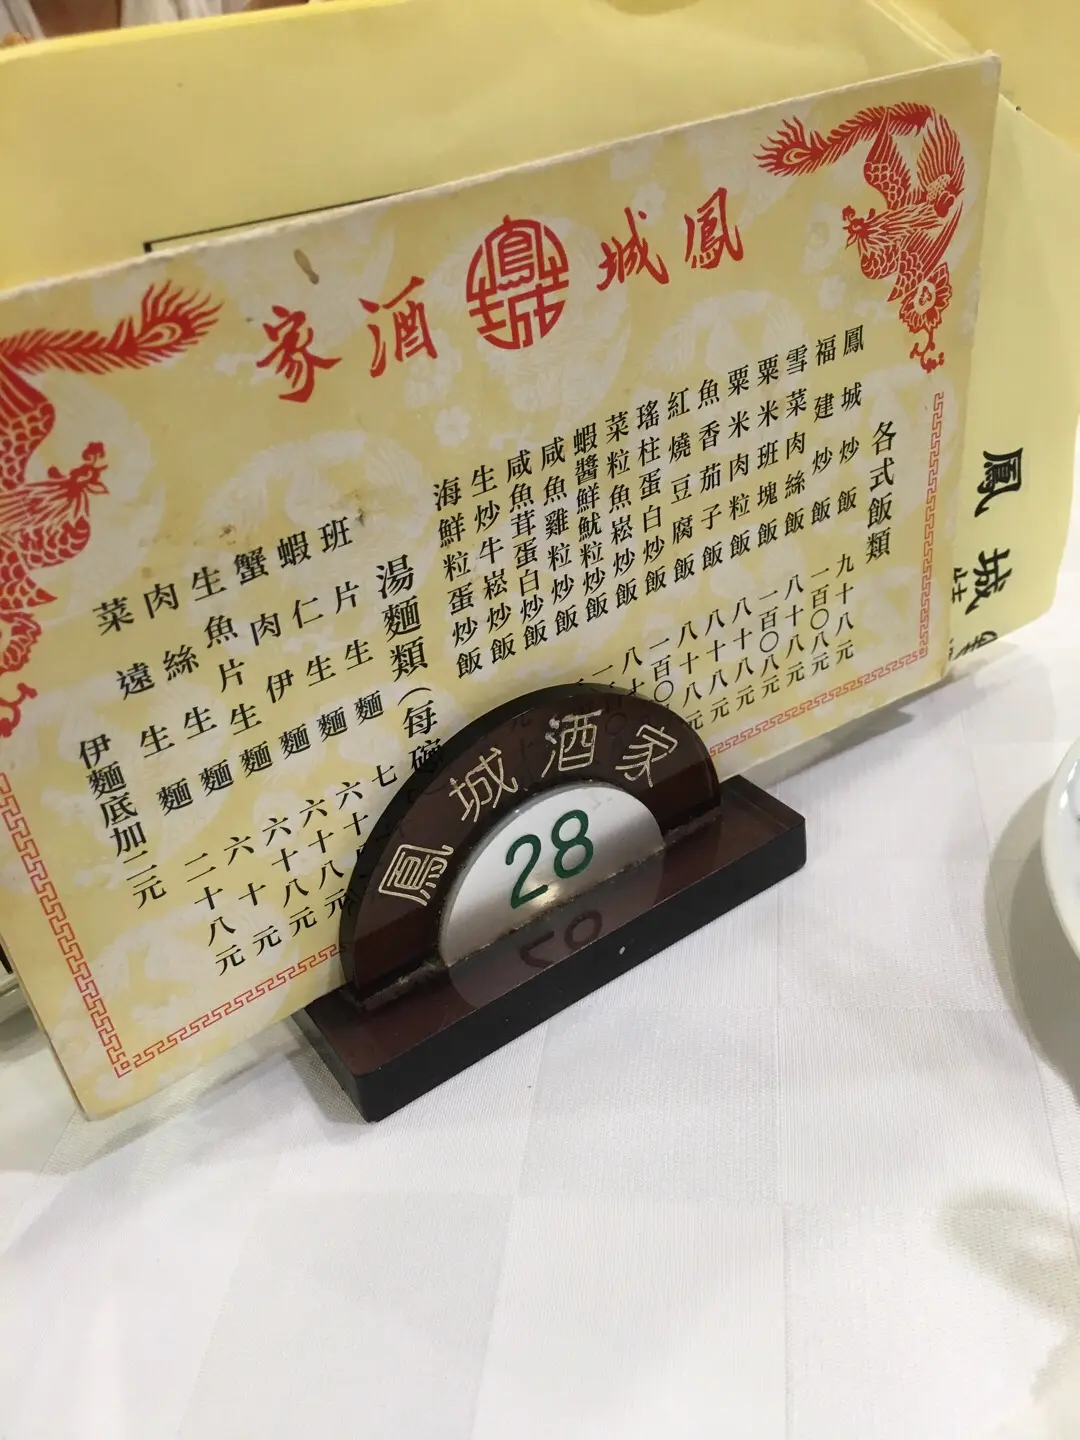 鳳城酒家
鳳城
各式飯類
鳳城炒飯 九十八元
福建炒飯 一百〇八元
雪菜肉絲飯 八十八元
粟米班塊飯 一百〇八元
粟米肉粒飯 八十八元
魚香茄子飯 八十八元
紅燒豆腐飯 八十八元
瑤柱蛋白炒飯 一百〇
菜粒魚崧炒飯 八十
蝦醬鮮魷粒炒飯
咸魚雞粒炒飯
咸魚茸蛋白炒飯
生炒牛崧炒飯
海鮮粒蛋炒飯
湯麵類（每碗
班片生麵 七
蝦仁生麵 六十
蟹肉伊麵 六十八元
生魚片生麵 六十八元
肉絲生麵 六十元
菜遠生麵 二十八元
伊麵底加二元
鳳城酒家
28
鳳城